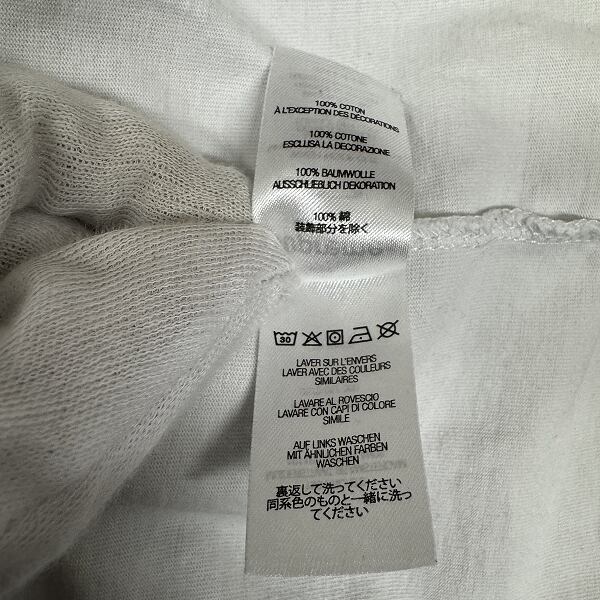 100% COTON
À L'EXCEPTION DES DÉCORATIONS
100% COTONE
ESCLUSA LA DECORAZIONE
100% BAUMWOLLE
AUSSCHLIEBLICH DEKORATION
100% 綿
装飾部分を除く
30
LAVER SUR L'ENVERS
LAVER AVEC DES COULEURS
SIMILAIRES
LAVARE AL ROVESCIO
LAVARE CON CAPI DI COLORE
SIMILE
AUF LINKS WASCHEN
MIT ÄHNLICHEN FARBEN
WASCHEN
裏返して洗ってください
同系色のものと一緒に洗っ
てください